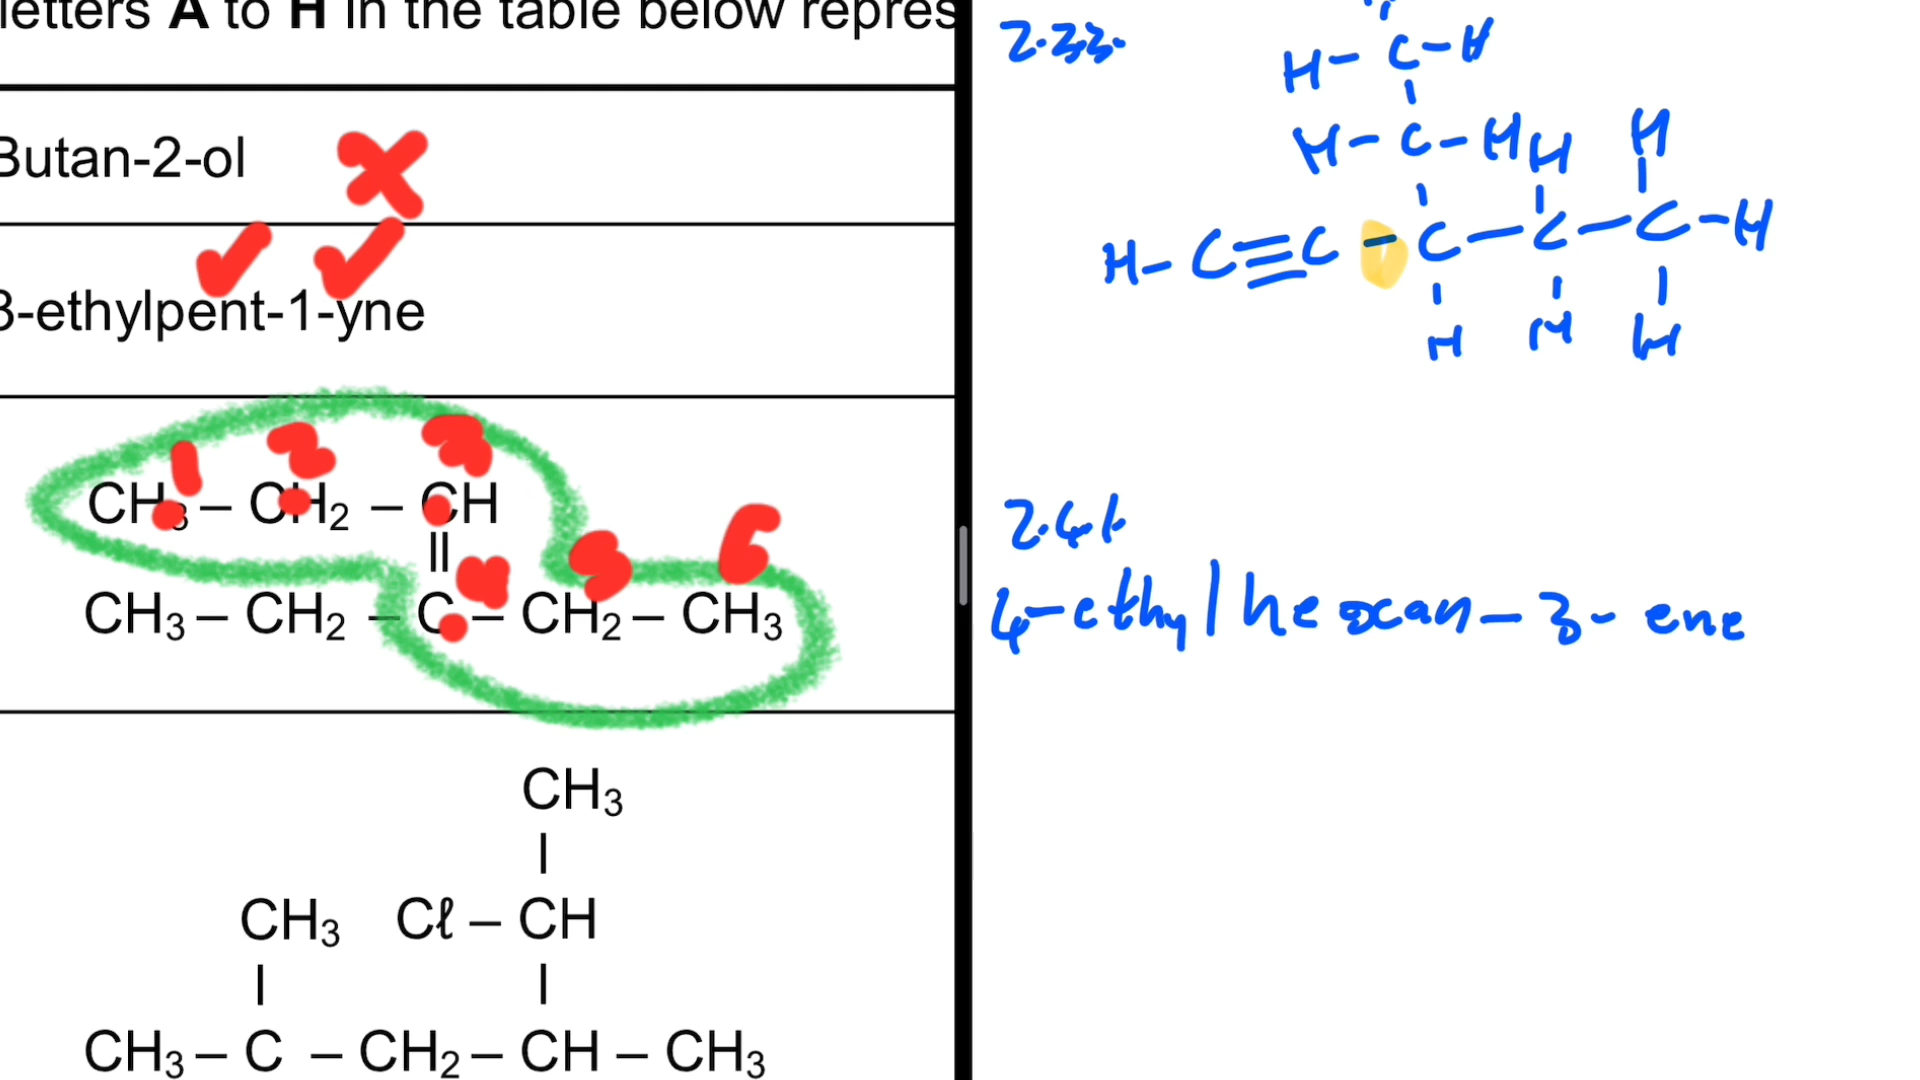 letters A to H in the table below repres
Butan-2-ol
3-ethylpent-1-yne
1 2 3
CH₃ – CH₂ – CH
||
4 5 6
CH₃ – CH₂ – C – CH₂ – CH₃
CH₃
|
CH₃ Cℓ – CH
| |
CH₃ – C – CH₂ – CH – CH₃
2.3.3.
H – C – H
|
H – C – H H H
| | |
H – C ≡ C – C – C – C – H
| | |
H H H
2.4.1
4-ethylhexan-3-ene